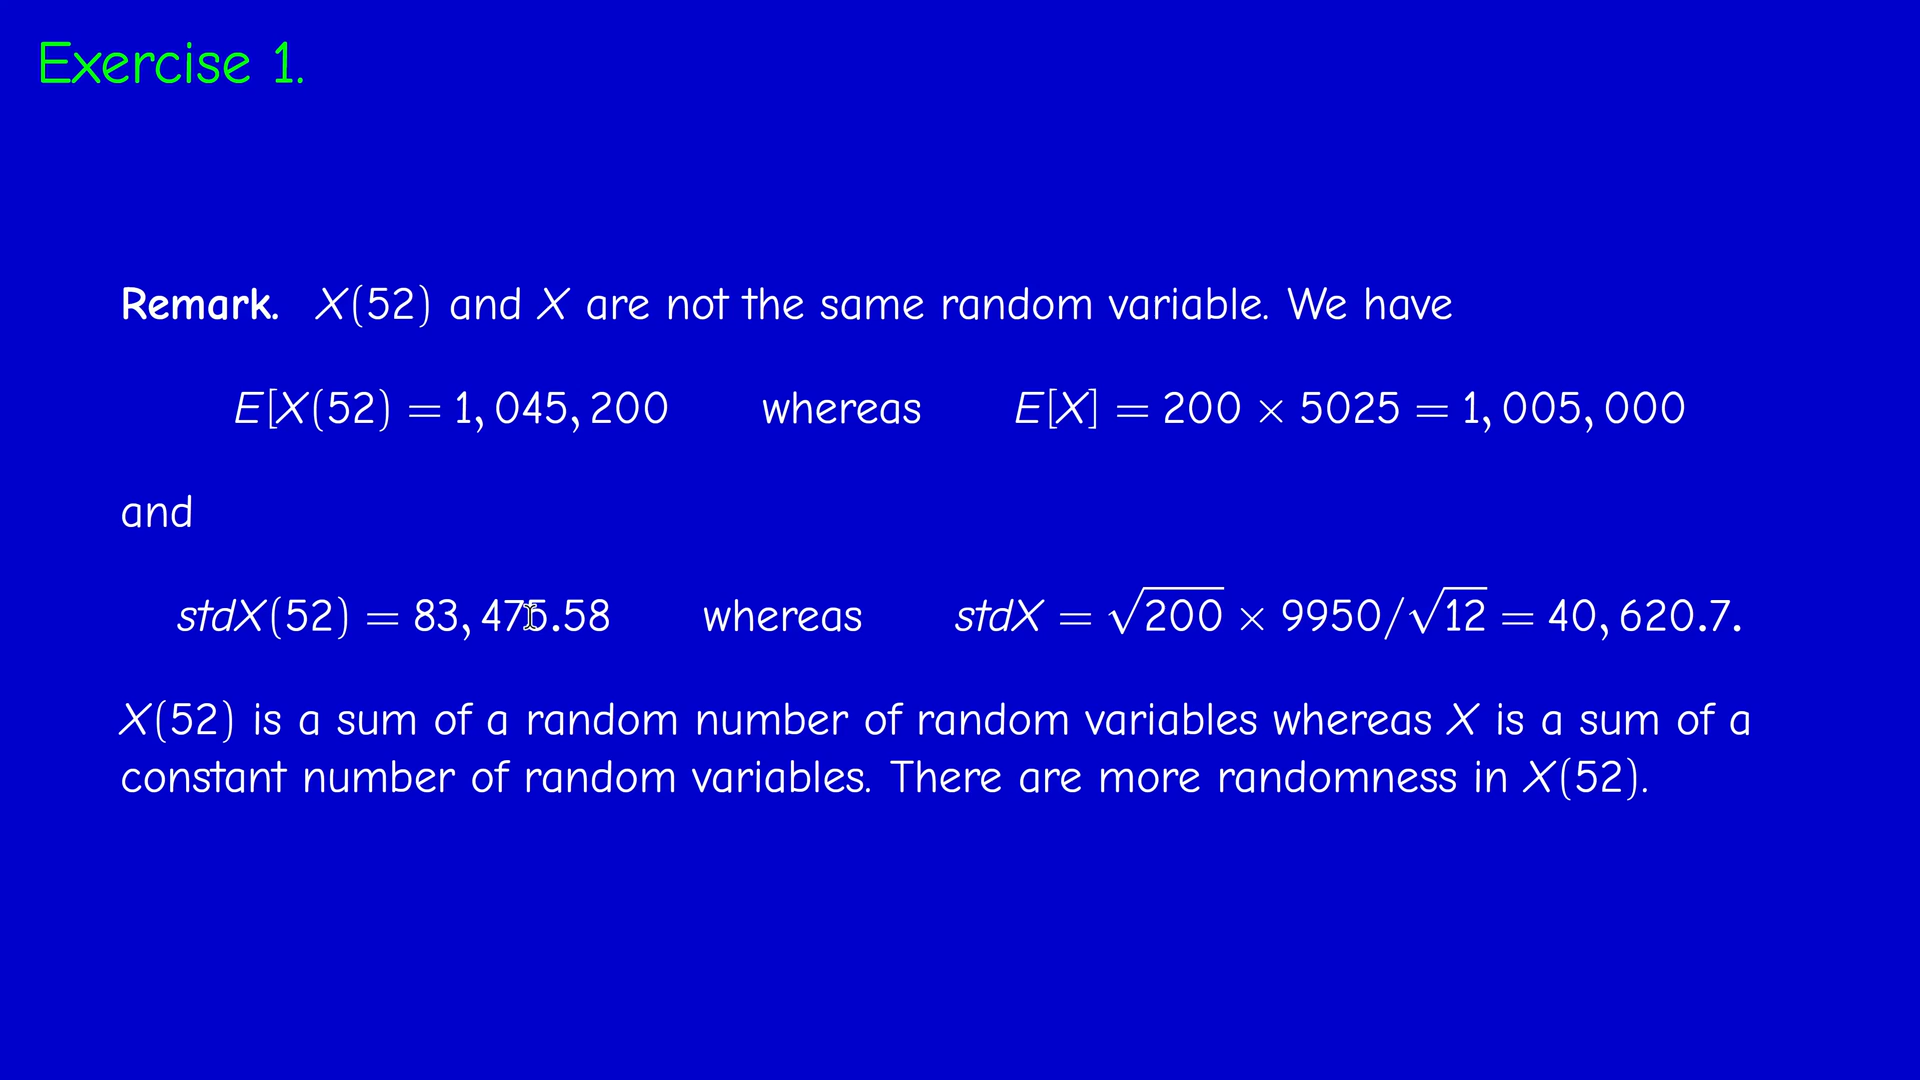 Exercise 1.
Remark. X(52) and X are not the same random variable. We have
E[X(52) = 1, 045, 200 whereas E[X] = 200 × 5025 = 1, 005, 000
and
stdX(52) = 83, 475.58 whereas stdX = √200 × 9950/√12 = 40, 620.7.
X(52) is a sum of a random number of random variables whereas X is a sum of a
constant number of random variables. There are more randomness in X(52).